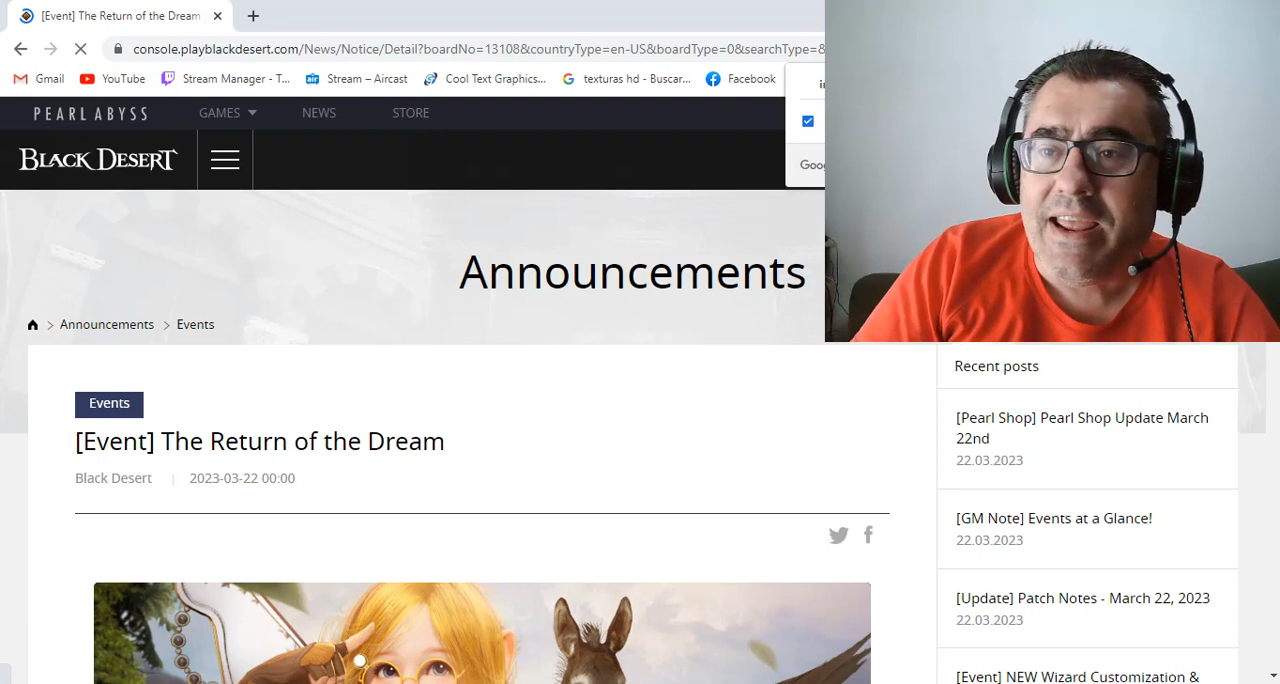 [Event] The Return of the Dream
console.playblackdesert.com/News/Notice/Detail?boardNo=13108&countryType=en-US&boardType=0&searchType=&
Gmail YouTube Stream Manager - T... Stream – Aircast Cool Text Graphics... texturas hd - Buscar... Facebook
PEARL ABYSS GAMES NEWS STORE
Goog
BLACK DESERT
Announcements
Announcements > Events
Events
[Event] The Return of the Dream
Black Desert | 2023-03-22 00:00
Recent posts
[Pearl Shop] Pearl Shop Update March
22nd
22.03.2023
[GM Note] Events at a Glance!
22.03.2023
[Update] Patch Notes - March 22, 2023
22.03.2023
[Event] NEW Wizard Customization &